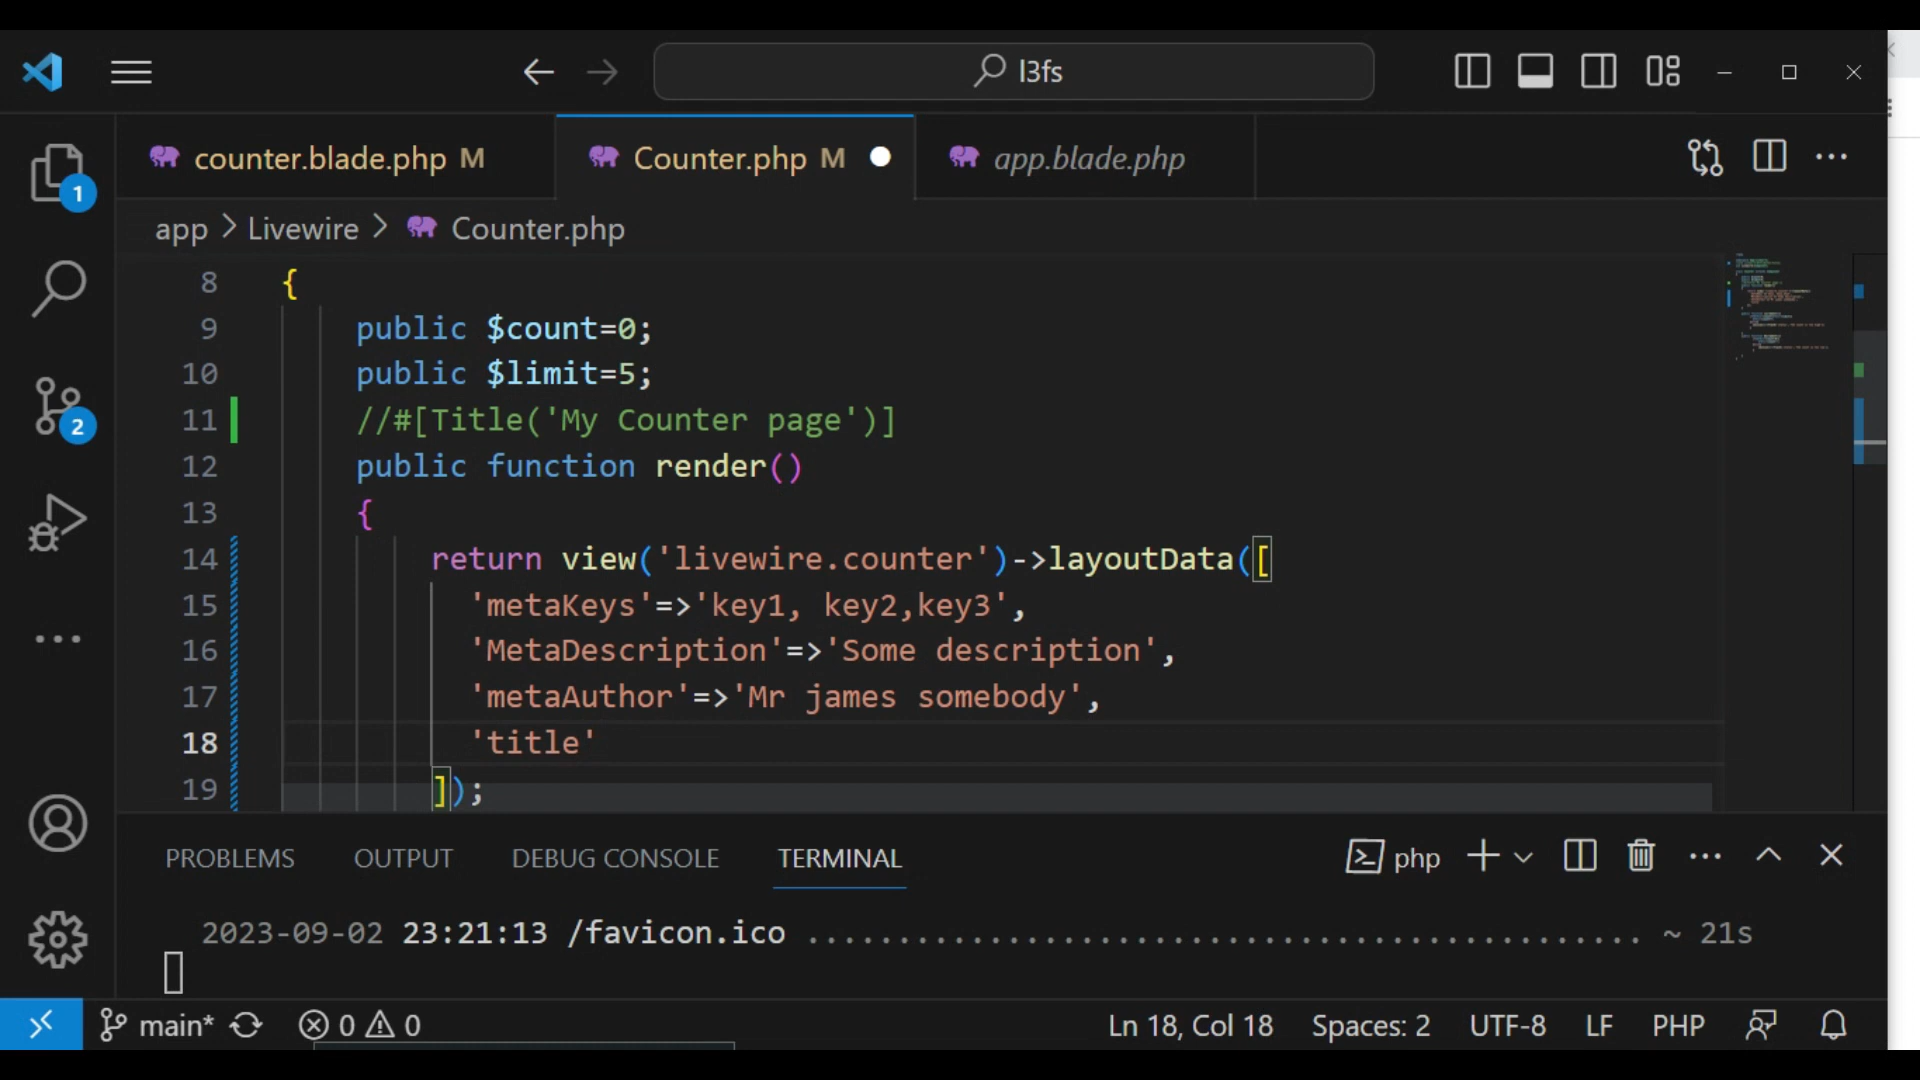 l3fs
counter.blade.php M
Counter.php M
app.blade.php
1
app > Livewire > Counter.php
8 {
9 public $count=0;
10 public $limit=5;
11 //#[Title('My Counter page')]
12 public function render()
13 {
14 return view('livewire.counter')->layoutData([
15 'metaKeys'=>'key1, key2,key3',
16 'MetaDescription'=>'Some description',
17 'metaAuthor'=>'Mr james somebody',
18 'title'
19 ]);
2
PROBLEMS OUTPUT DEBUG CONSOLE TERMINAL
php
2023-09-02 23:21:13 /favicon.ico .............................................. ~ 21s
main* 0 0
Ln 18, Col 18 Spaces: 2 UTF-8 LF PHP